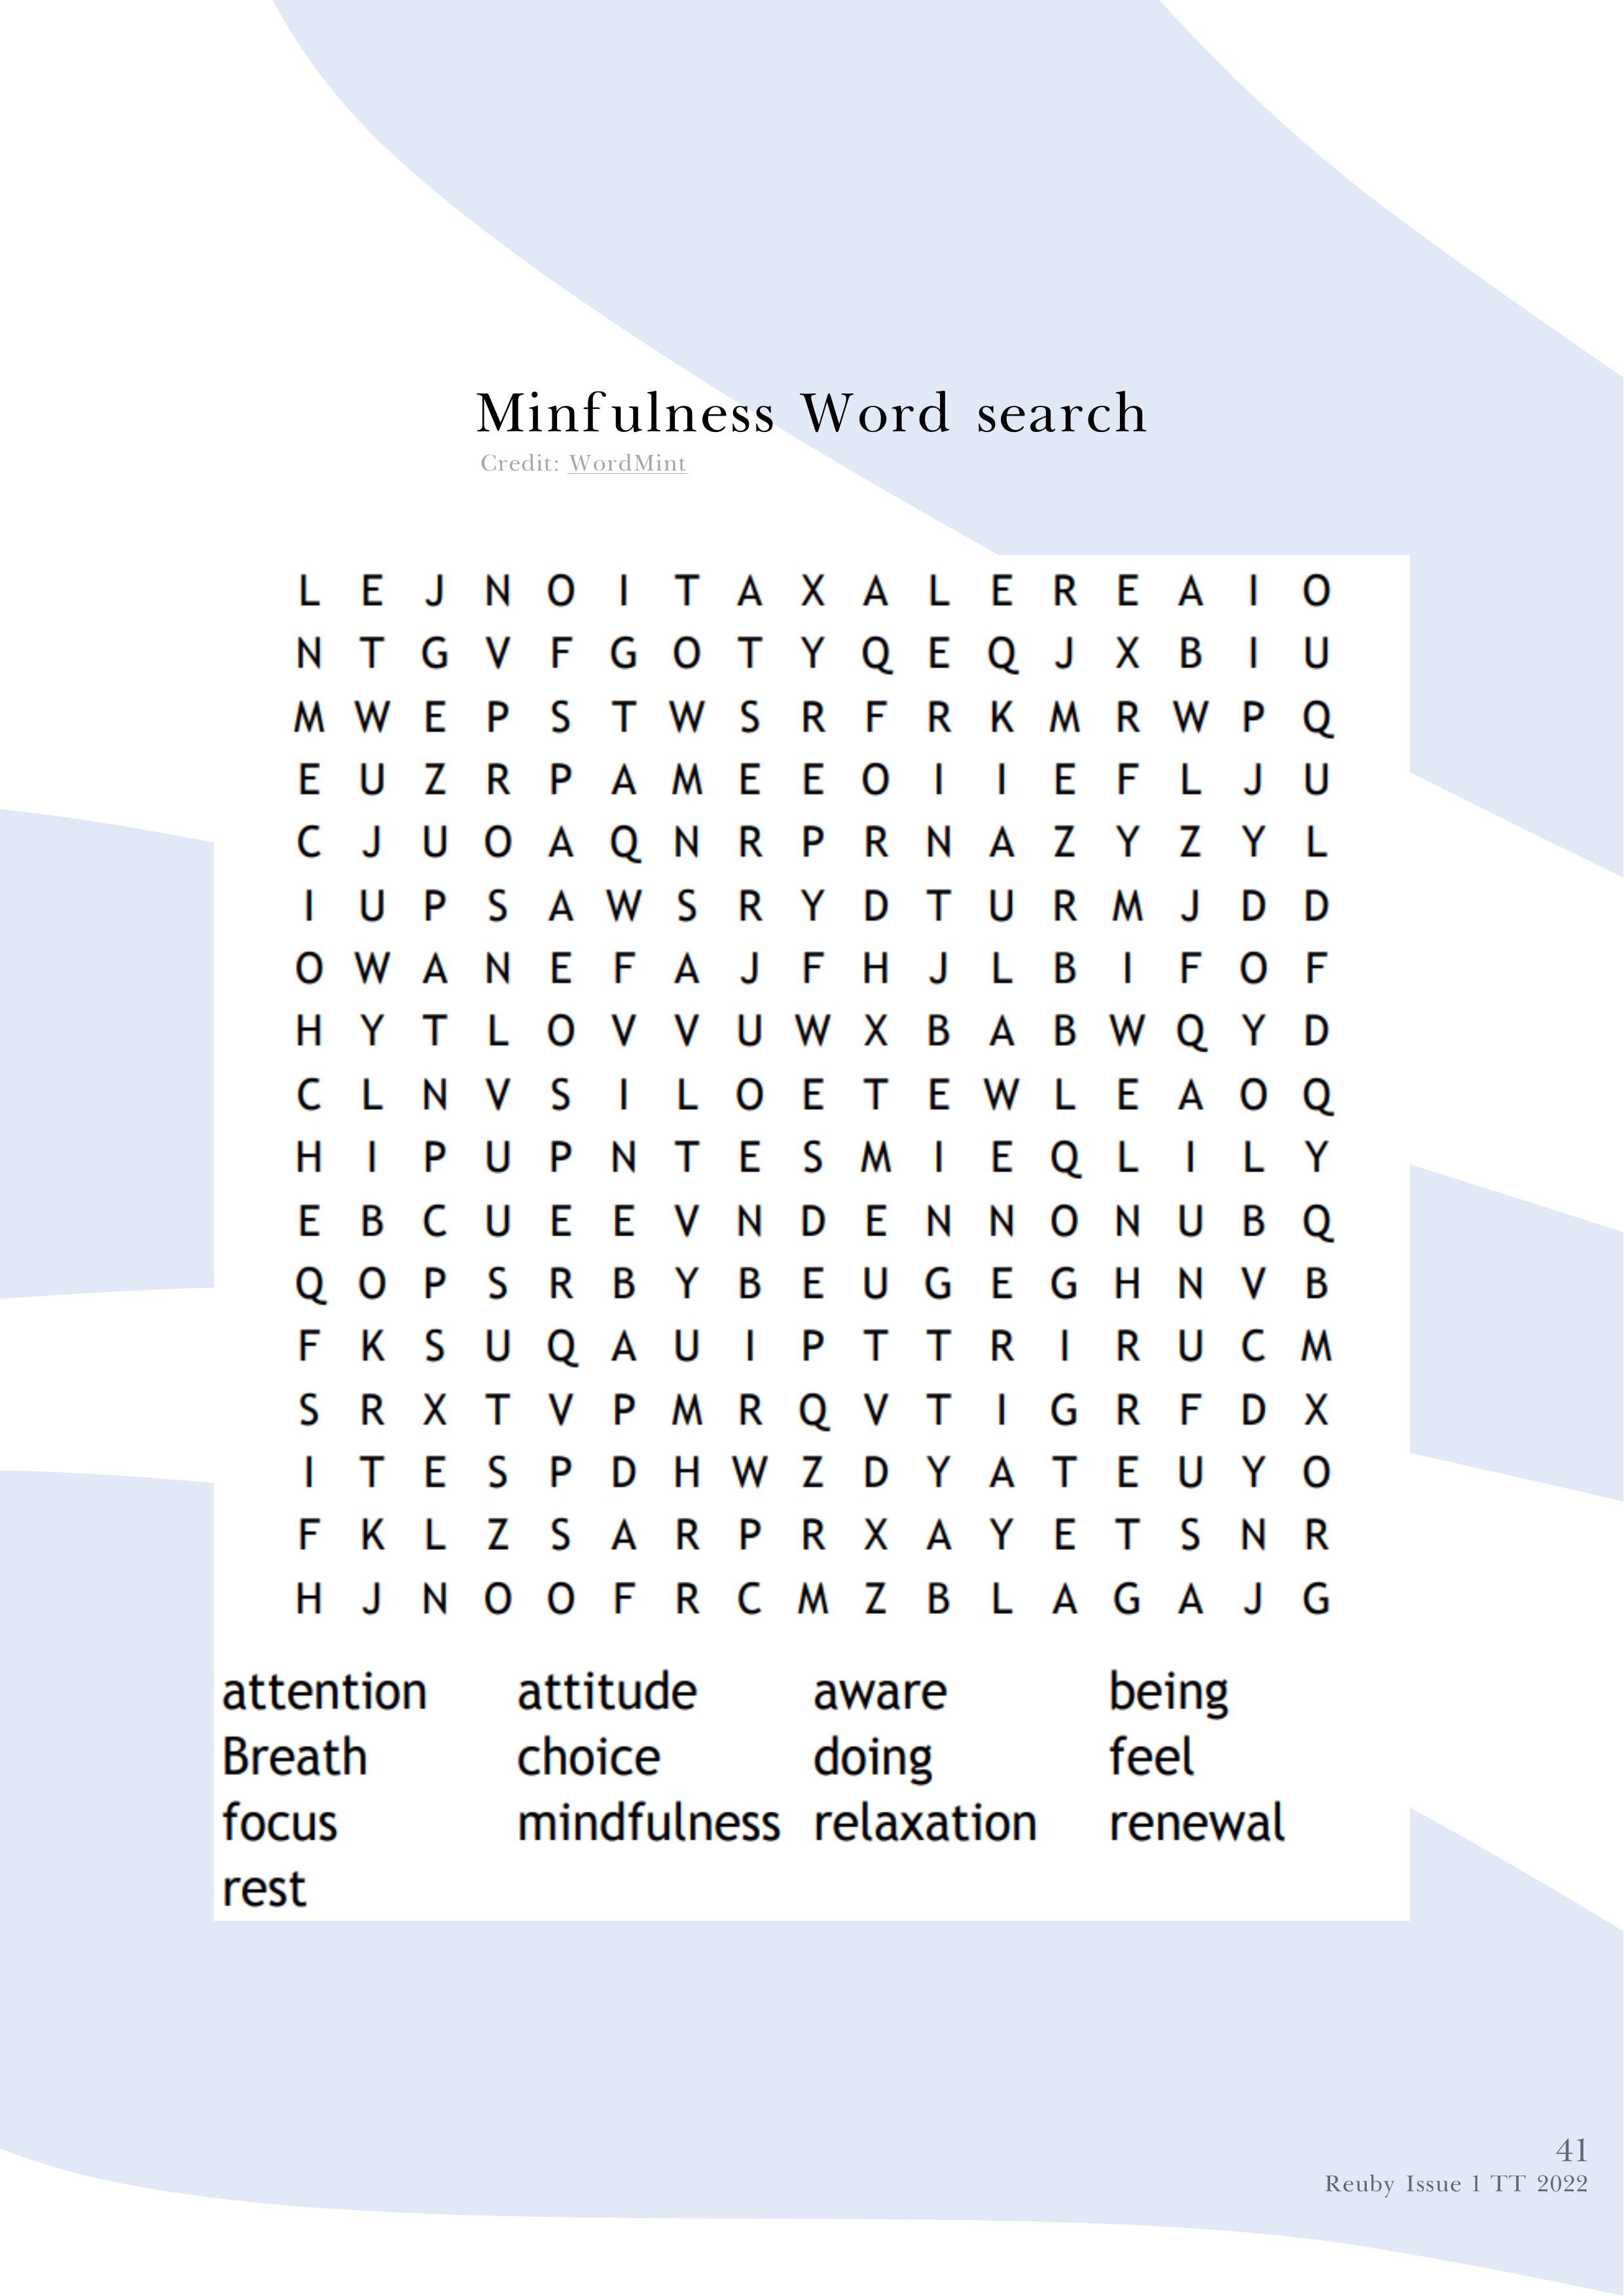 Minfulness Word search
Credit: WordMint
L E J N O I T A X A L E R E A I O
N T G V F G O T Y Q E Q J X B I U
M W E P S T W S R F R K M R W P Q
E U Z R P A M E E O I I E F L J U
C J U O A Q N R P R N A Z Y Z Y L
I U P S A W S R Y D T U R M J D D
O W A N E F A J F H J L B I F O F
H Y T L O V V U W X B A B W Q Y D
C L N V S I L O E T E W L E A O Q
H I P U P N T E S M I E Q L I L Y
E B C U E E V N D E N N O N U B Q
Q O P S R B Y B E U G E G H N V B
F K S U Q A U I P T T R I R U C M
S R X T V P M R Q V T I G R F D X
I T E S P D H W Z D Y A T E U Y O
F K L Z S A R P R X A Y E T S N R
H J N O O F R C M Z B L A G A J G
attention attitude aware being
Breath choice doing feel
focus mindfulness relaxation renewal
rest
41
Reuby Issue 1 TT 2022